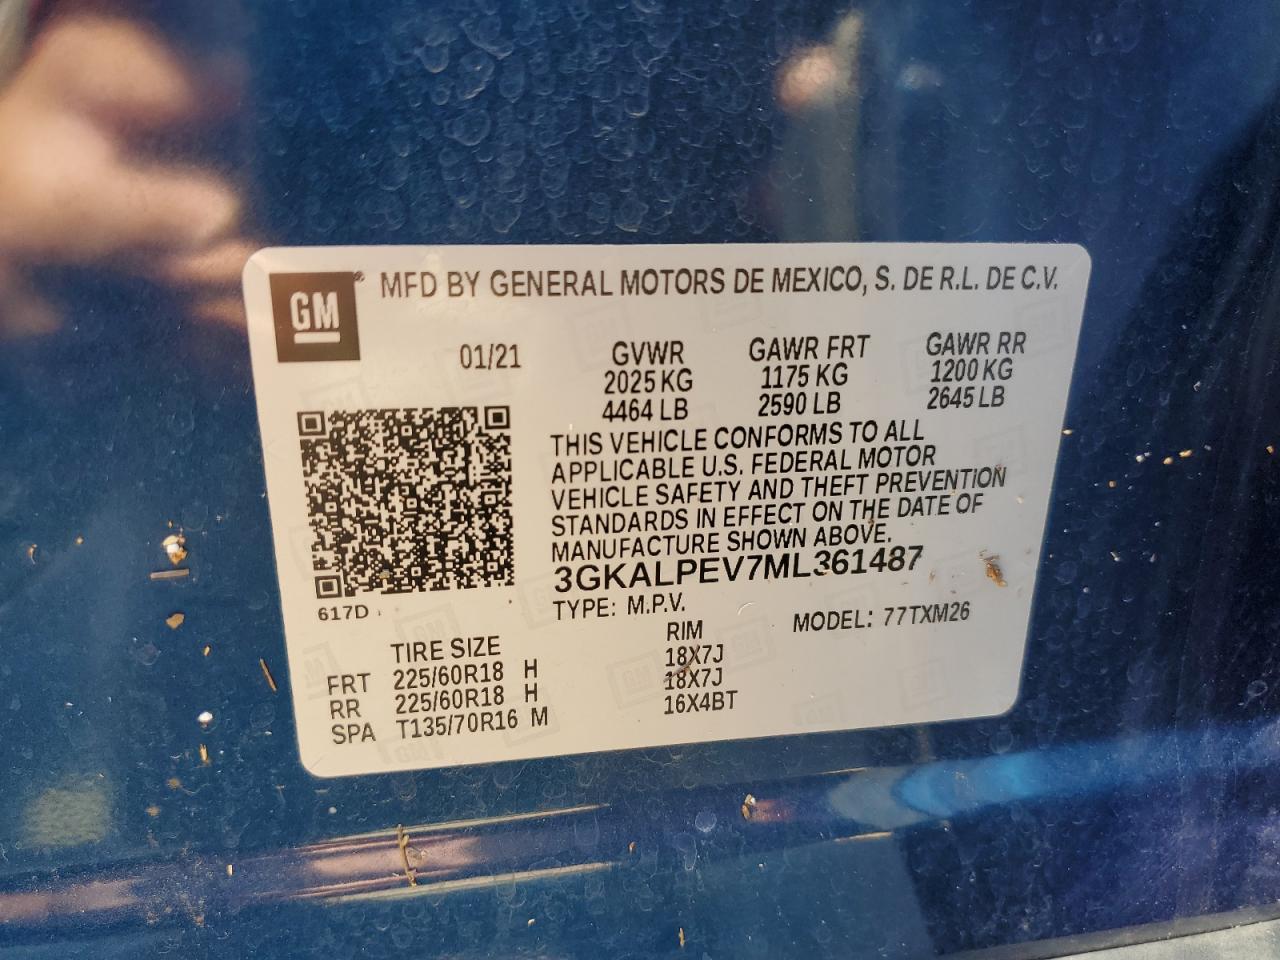 GM® MFD BY GENERAL MOTORS DE MEXICO, S. DE R.L. DE C.V.
01/21 GVWR GAWR FRT GAWR RR
2025 KG 1175 KG 1200 KG
4464 LB 2590 LB 2645 LB
THIS VEHICLE CONFORMS TO ALL
APPLICABLE U.S. FEDERAL MOTOR
VEHICLE SAFETY AND THEFT PREVENTION
STANDARDS IN EFFECT ON THE DATE OF
MANUFACTURE SHOWN ABOVE.
3GKALPEV7ML361487
617D TYPE: M.P.V. MODEL: 77TXM26
TIRE SIZE RIM
FRT 225/60R18 H 18X7J
RR 225/60R18 H 18X7J
SPA T135/70R16 M 16X4BT